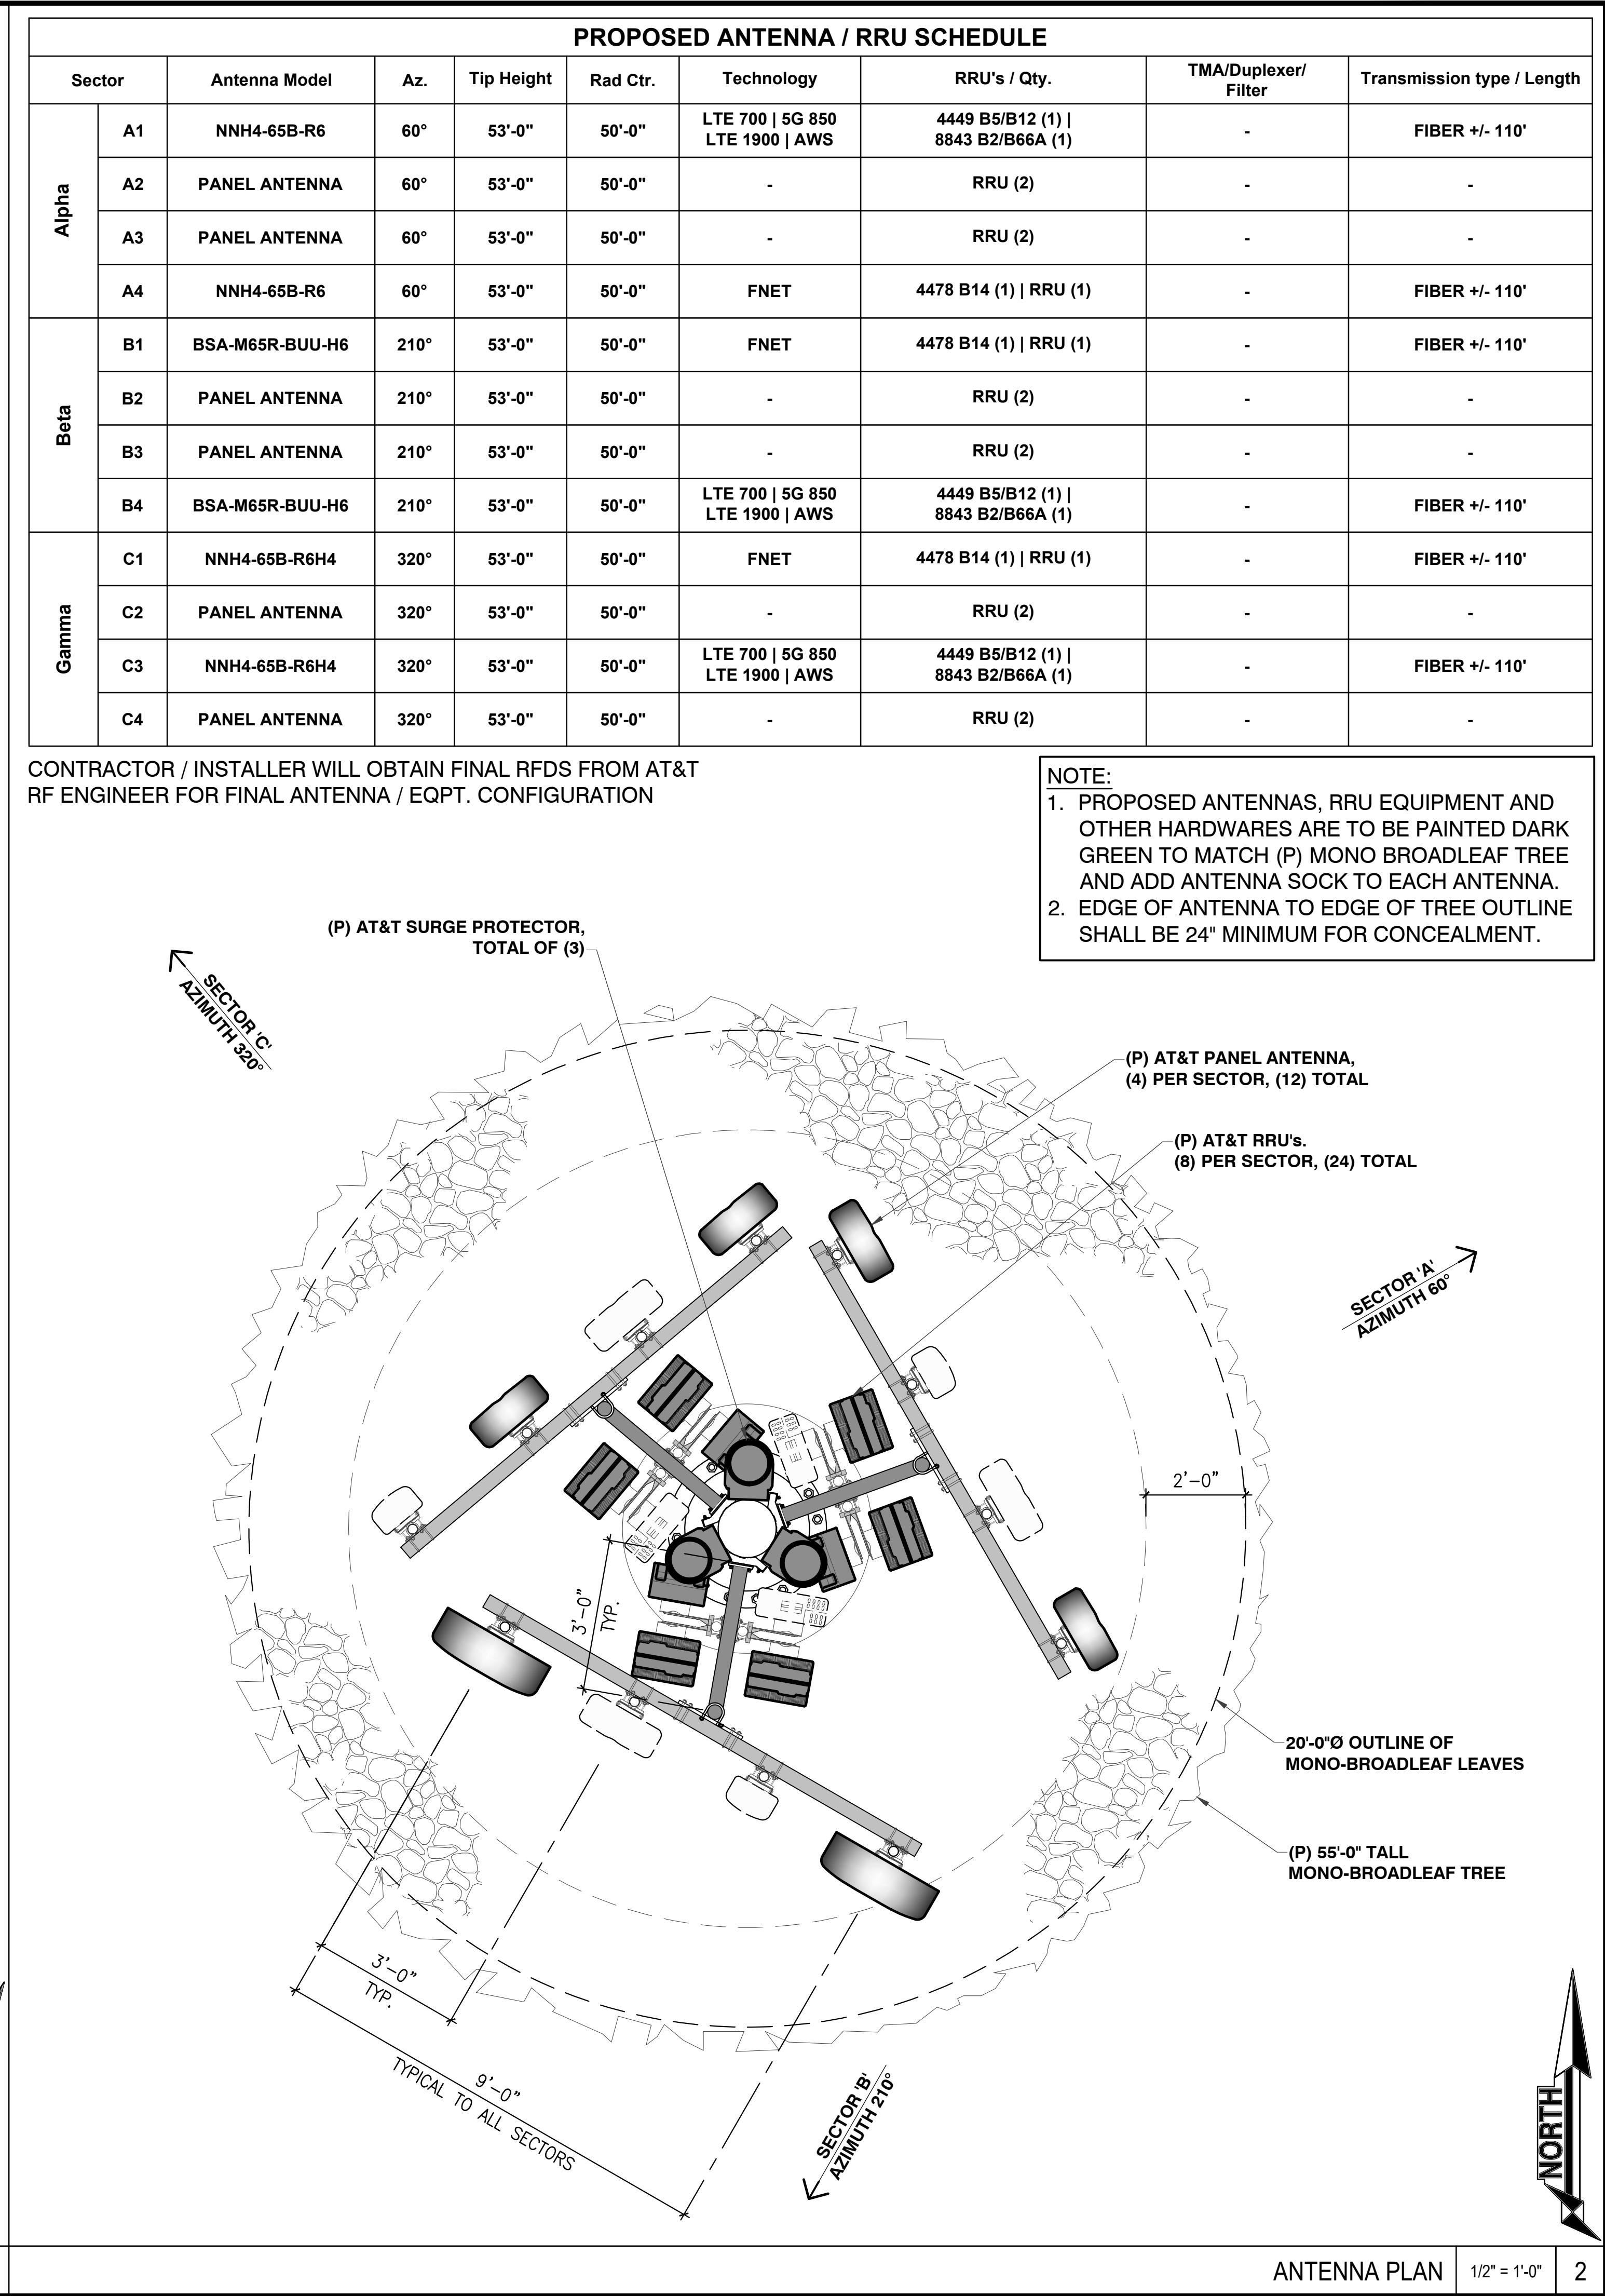 PROPOSED ANTENNA / RRU SCHEDULE
Sector Antenna Model Az. Tip Height Rad Ctr. Technology RRU's / Qty. TMA/Duplexer/ Filter Transmission type / Length
Alpha
A1 NNH4-65B-R6 60° 53'-0" 50'-0" LTE 700 | 5G 850 LTE 1900 | AWS 4449 B5/B12 (1) | 8843 B2/B66A (1) - FIBER +/- 110'
A2 PANEL ANTENNA 60° 53'-0" 50'-0" - RRU (2) - -
A3 PANEL ANTENNA 60° 53'-0" 50'-0" - RRU (2) - -
A4 NNH4-65B-R6 60° 53'-0" 50'-0" FNET 4478 B14 (1) | RRU (1) - FIBER +/- 110'
Beta
B1 BSA-M65R-BUU-H6 210° 53'-0" 50'-0" FNET 4478 B14 (1) | RRU (1) - FIBER +/- 110'
B2 PANEL ANTENNA 210° 53'-0" 50'-0" - RRU (2) - -
B3 PANEL ANTENNA 210° 53'-0" 50'-0" - RRU (2) - -
B4 BSA-M65R-BUU-H6 210° 53'-0" 50'-0" LTE 700 | 5G 850 LTE 1900 | AWS 4449 B5/B12 (1) | 8843 B2/B66A (1) - FIBER +/- 110'
Gamma
C1 NNH4-65B-R6H4 320° 53'-0" 50'-0" FNET 4478 B14 (1) | RRU (1) - FIBER +/- 110'
C2 PANEL ANTENNA 320° 53'-0" 50'-0" - RRU (2) - -
C3 NNH4-65B-R6H4 320° 53'-0" 50'-0" LTE 700 | 5G 850 LTE 1900 | AWS 4449 B5/B12 (1) | 8843 B2/B66A (1) - FIBER +/- 110'
C4 PANEL ANTENNA 320° 53'-0" 50'-0" - RRU (2) - -
CONTRACTOR / INSTALLER WILL OBTAIN FINAL RFDS FROM AT&T
RF ENGINEER FOR FINAL ANTENNA / EQPT. CONFIGURATION
NOTE:
1. PROPOSED ANTENNAS, RRU EQUIPMENT AND
OTHER HARDWARES ARE TO BE PAINTED DARK
GREEN TO MATCH (P) MONO BROADLEAF TREE
AND ADD ANTENNA SOCK TO EACH ANTENNA.
2. EDGE OF ANTENNA TO EDGE OF TREE OUTLINE
SHALL BE 24" MINIMUM FOR CONCEALMENT.
(P) AT&T SURGE PROTECTOR,
TOTAL OF (3)
SECTOR 'C'
AZIMUTH 320°
(P) AT&T PANEL ANTENNA,
(4) PER SECTOR, (12) TOTAL
(P) AT&T RRU's.
(8) PER SECTOR, (24) TOTAL
SECTOR 'A'
AZIMUTH 60°
2'-0"
3'-0"
TYP.
20'-0"Ø OUTLINE OF
MONO-BROADLEAF LEAVES
(P) 55'-0" TALL
MONO-BROADLEAF TREE
3'-0"
TYP.
9'-0"
TYPICAL TO ALL SECTORS
SECTOR 'B'
AZIMUTH 210°
NORTH
ANTENNA PLAN 1/2" = 1'-0" 2